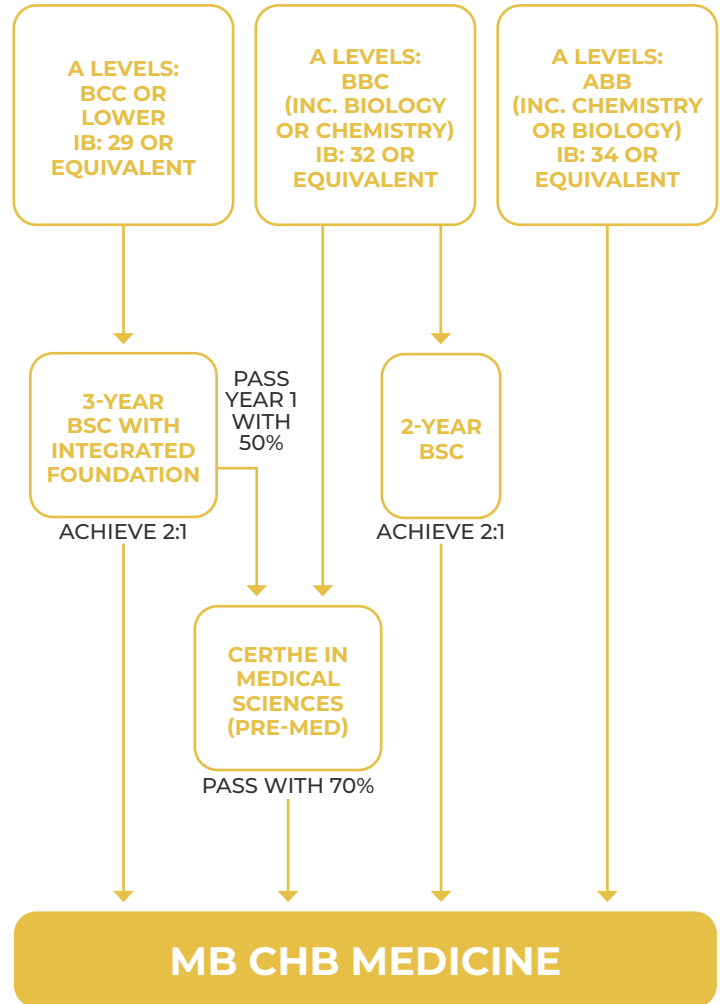 A LEVELS:
BCC OR
LOWER
IB: 29 OR
EQUIVALENT
A LEVELS:
BBC
(INC. BIOLOGY
OR CHEMISTRY)
IB: 32 OR
EQUIVALENT
A LEVELS:
ABB
(INC. CHEMISTRY
OR BIOLOGY)
IB: 34 OR
EQUIVALENT
3-YEAR
BSC WITH
INTEGRATED
FOUNDATION
PASS
YEAR 1
WITH
50%
2-YEAR
BSC
ACHIEVE 2:1
ACHIEVE 2:1
CERTHE IN
MEDICAL
SCIENCES
(PRE-MED)
PASS WITH 70%
MB CHB MEDICINE